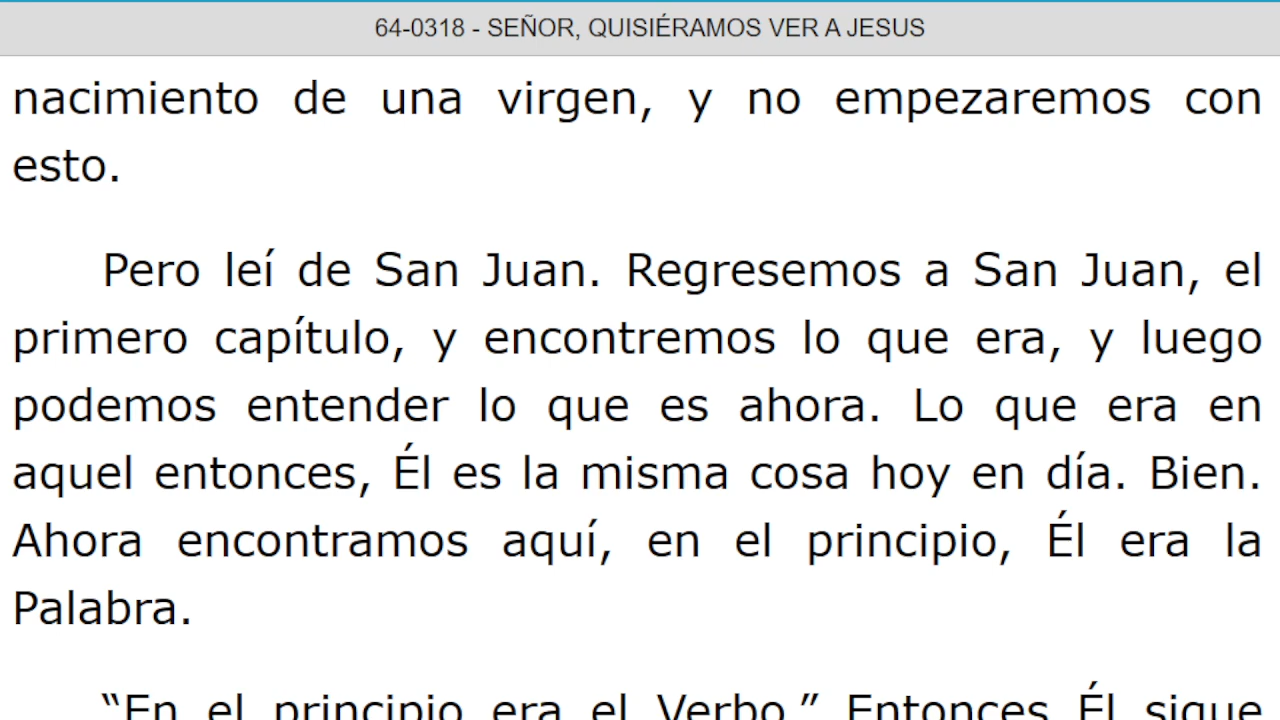 64-0318 - SEÑOR, QUISIÉRAMOS VER A JESUS
nacimiento de una virgen, y no empezaremos con
esto.
Pero leí de San Juan. Regresemos a San Juan, el
primero capítulo, y encontremos lo que era, y luego
podemos entender lo que es ahora. Lo que era en
aquel entonces, Él es la misma cosa hoy en día. Bien.
Ahora encontramos aquí, en el principio, Él era la
Palabra.
“En el principio era el Verbo.” Entonces Él sigue